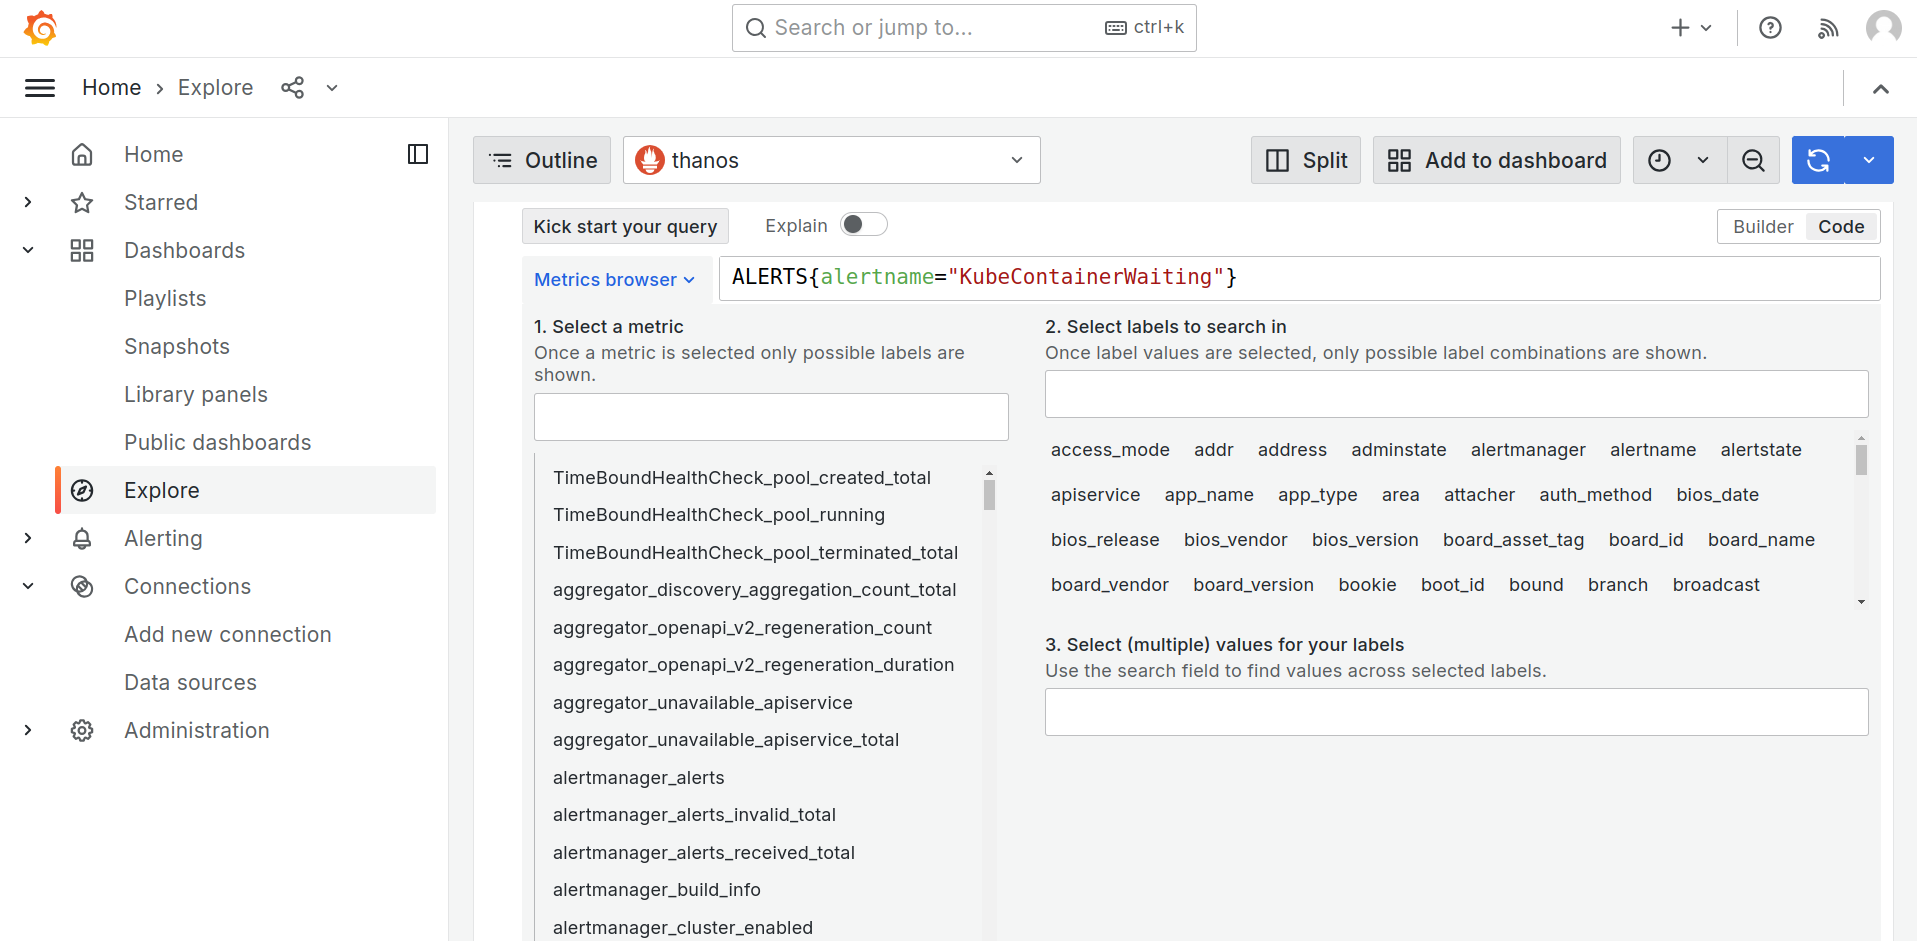 Search or jump to... ctrl+k
Home › Explore
Home
Starred
Dashboards
Playlists
Snapshots
Library panels
Public dashboards
Explore
Alerting
Connections
Add new connection
Data sources
Administration
Outline thanos Split Add to dashboard
Kick start your query Explain Builder Code
Metrics browser ALERTS{alertname="KubeContainerWaiting"}
1. Select a metric
Once a metric is selected only possible labels are
shown.
TimeBoundHealthCheck_pool_created_total
TimeBoundHealthCheck_pool_running
TimeBoundHealthCheck_pool_terminated_total
aggregator_discovery_aggregation_count_total
aggregator_openapi_v2_regeneration_count
aggregator_openapi_v2_regeneration_duration
aggregator_unavailable_apiservice
aggregator_unavailable_apiservice_total
alertmanager_alerts
alertmanager_alerts_invalid_total
alertmanager_alerts_received_total
alertmanager_build_info
alertmanager_cluster_enabled
2. Select labels to search in
Once label values are selected, only possible label combinations are shown.
access_mode addr address adminstate alertmanager alertname alertstate
apiservice app_name app_type area attacher auth_method bios_date
bios_release bios_vendor bios_version board_asset_tag board_id board_name
board_vendor board_version bookie boot_id bound branch broadcast
3. Select (multiple) values for your labels
Use the search field to find values across selected labels.